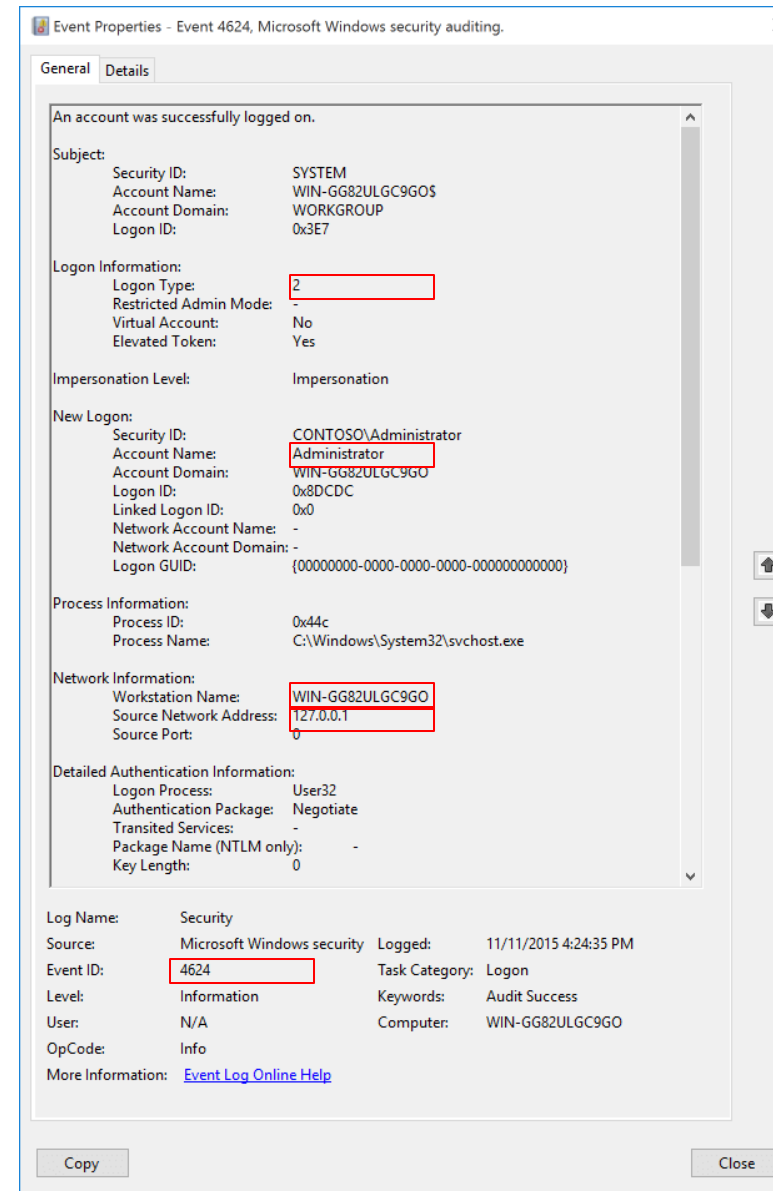 Event Properties - Event 4624, Microsoft Windows security auditing.
General Details
An account was successfully logged on.
Subject:
Security ID: SYSTEM
Account Name: WIN-GG82ULGC9GO$
Account Domain: WORKGROUP
Logon ID: 0x3E7
Logon Information:
Logon Type: 2
Restricted Admin Mode: -
Virtual Account: No
Elevated Token: Yes
Impersonation Level: Impersonation
New Logon:
Security ID: CONTOSO\Administrator
Account Name: Administrator
Account Domain: WIN-GG82ULGC9GO
Logon ID: 0x8DCDC
Linked Logon ID: 0x0
Network Account Name: -
Network Account Domain: -
Logon GUID: {00000000-0000-0000-0000-000000000000}
Process Information:
Process ID: 0x44c
Process Name: C:\Windows\System32\svchost.exe
Network Information:
Workstation Name: WIN-GG82ULGC9GO
Source Network Address: 127.0.0.1
Source Port: 0
Detailed Authentication Information:
Logon Process: User32
Authentication Package: Negotiate
Transited Services: -
Package Name (NTLM only): -
Key Length: 0
Log Name: Security
Source: Microsoft Windows security Logged: 11/11/2015 4:24:35 PM
Event ID: 4624 Task Category: Logon
Level: Information Keywords: Audit Success
User: N/A Computer: WIN-GG82ULGC9GO
OpCode: Info
More Information: Event Log Online Help
Copy Close